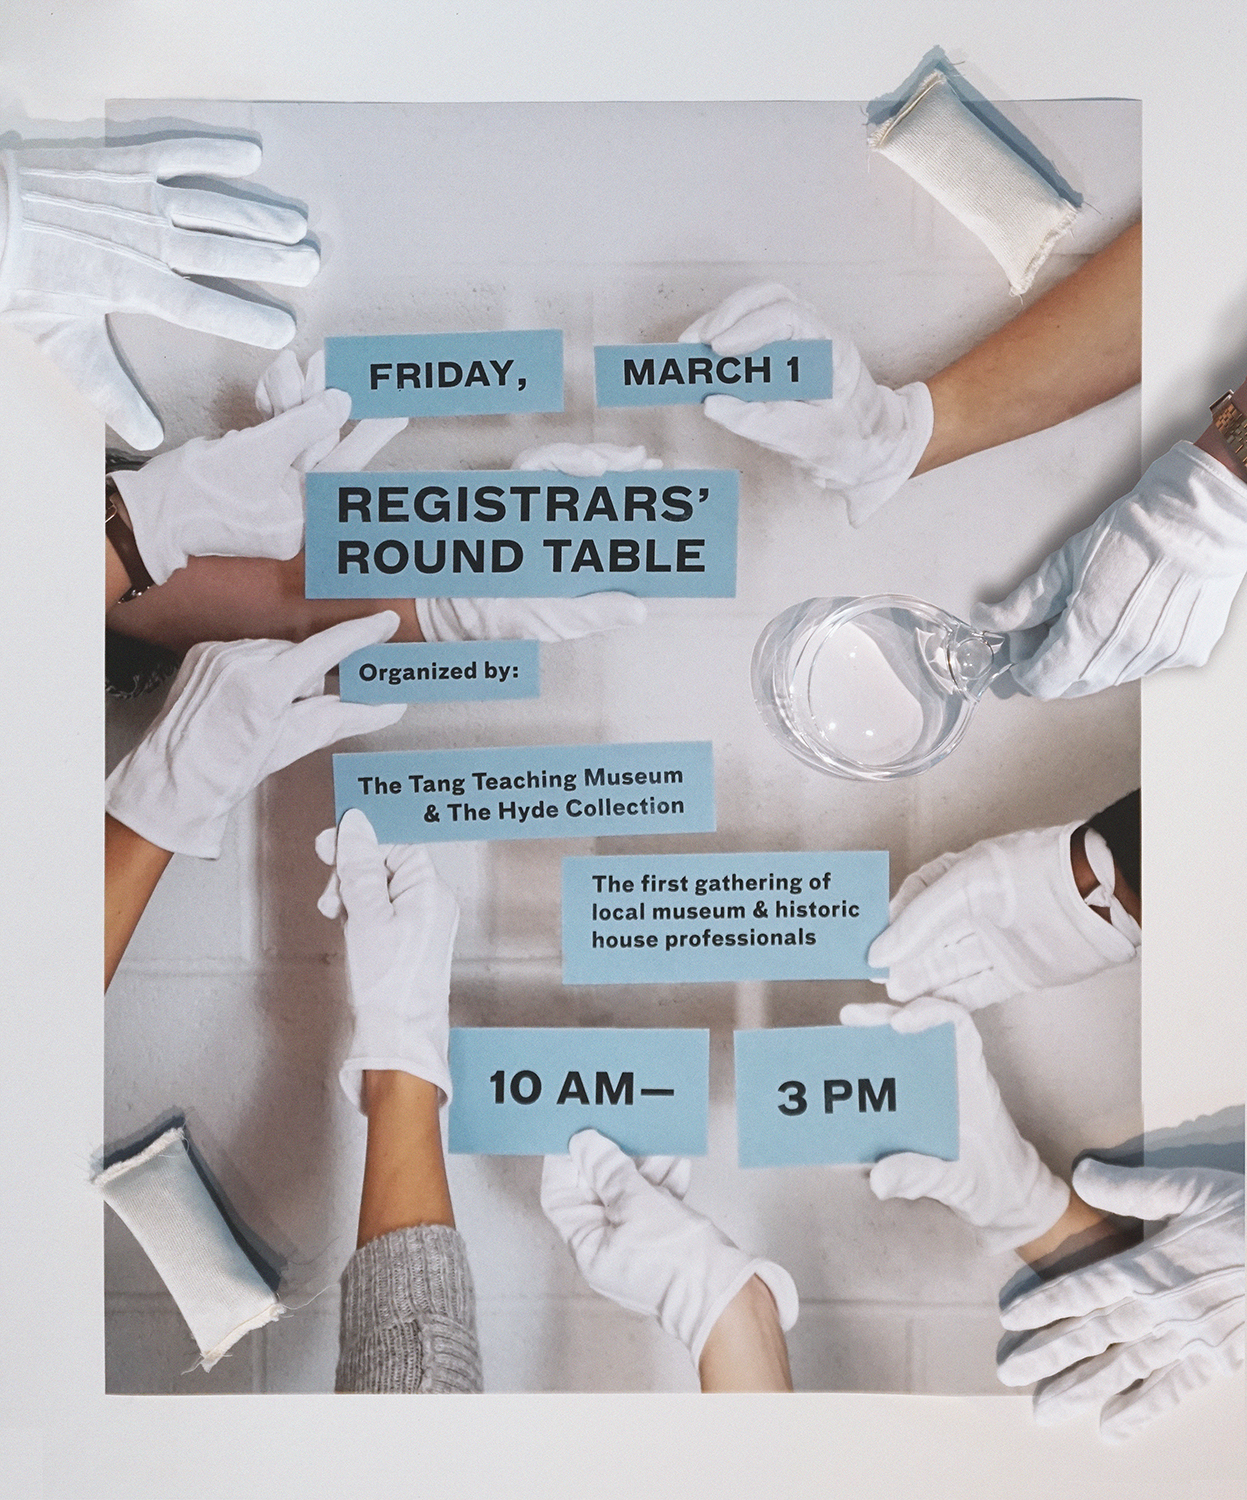 FRIDAY,
MARCH 1
REGISTRARS’
ROUND TABLE
Organized by:
The Tang Teaching Museum
& The Hyde Collection
The first gathering of
local museum & historic
house professionals
10 AM—
3 PM